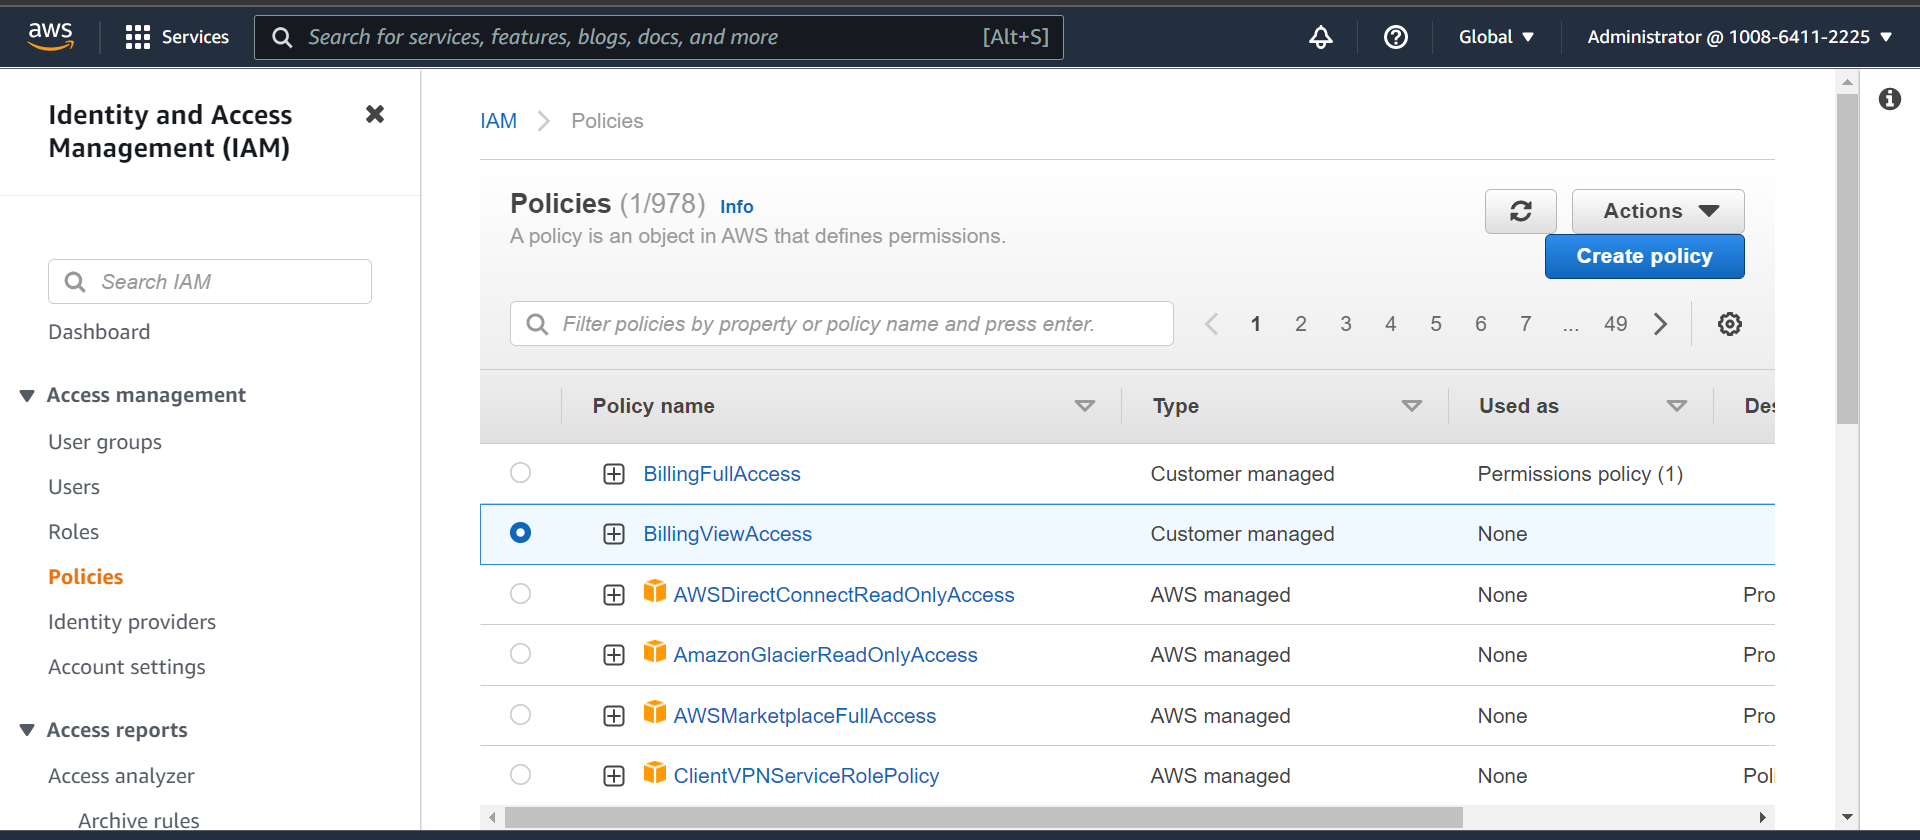 aws Services Search for services, features, blogs, docs, and more [Alt+S] Global Administrator @ 1008-6411-2225
Identity and Access
Management (IAM)
Search IAM
Dashboard
Access management
User groups
Users
Roles
Policies
Identity providers
Account settings
Access reports
Access analyzer
Archive rules
IAM Policies
Policies (1/978) Info
A policy is an object in AWS that defines permissions.
Actions
Create policy
Filter policies by property or policy name and press enter. 1 2 3 4 5 6 7 ... 49
Policy name Type Used as Des
BillingFullAccess Customer managed Permissions policy (1)
BillingViewAccess Customer managed None
AWSDirectConnectReadOnlyAccess AWS managed None Pro
AmazonGlacierReadOnlyAccess AWS managed None Pro
AWSMarketplaceFullAccess AWS managed None Pro
ClientVPNServiceRolePolicy AWS managed None Poli